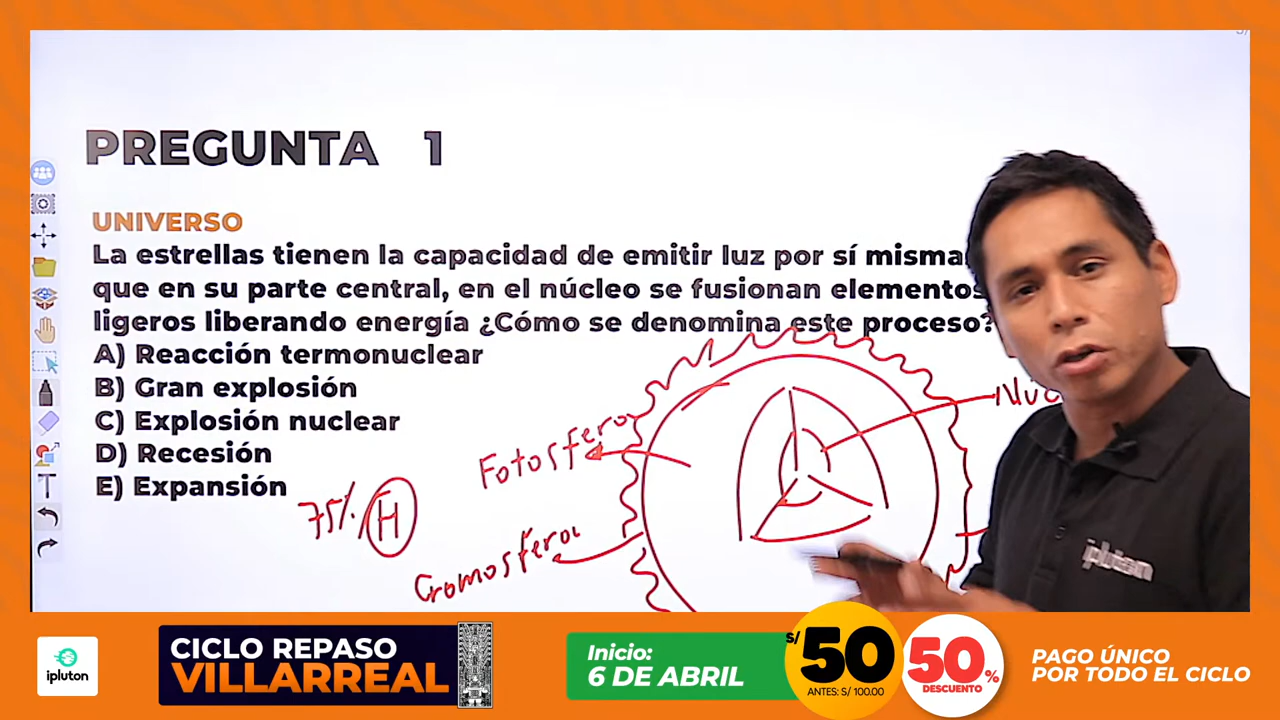 PREGUNTA 1
UNIVERSO
La estrellas tienen la capacidad de emitir luz por sí misma
que en su parte central, en el núcleo se fusionan elementos
ligeros liberando energía ¿Cómo se denomina este proceso?
A) Reacción termonuclear
B) Gran explosión
C) Explosión nuclear
D) Recesión
E) Expansión
Fotosfera
75% H
Cromosfera
ipluton
ipluton
CICLO REPASO
VILLARREAL
Inicio:
6 DE ABRIL
S/ 50
ANTES: S/ 100.00
50%
DESCUENTO
PAGO ÚNICO
POR TODO EL CICLO